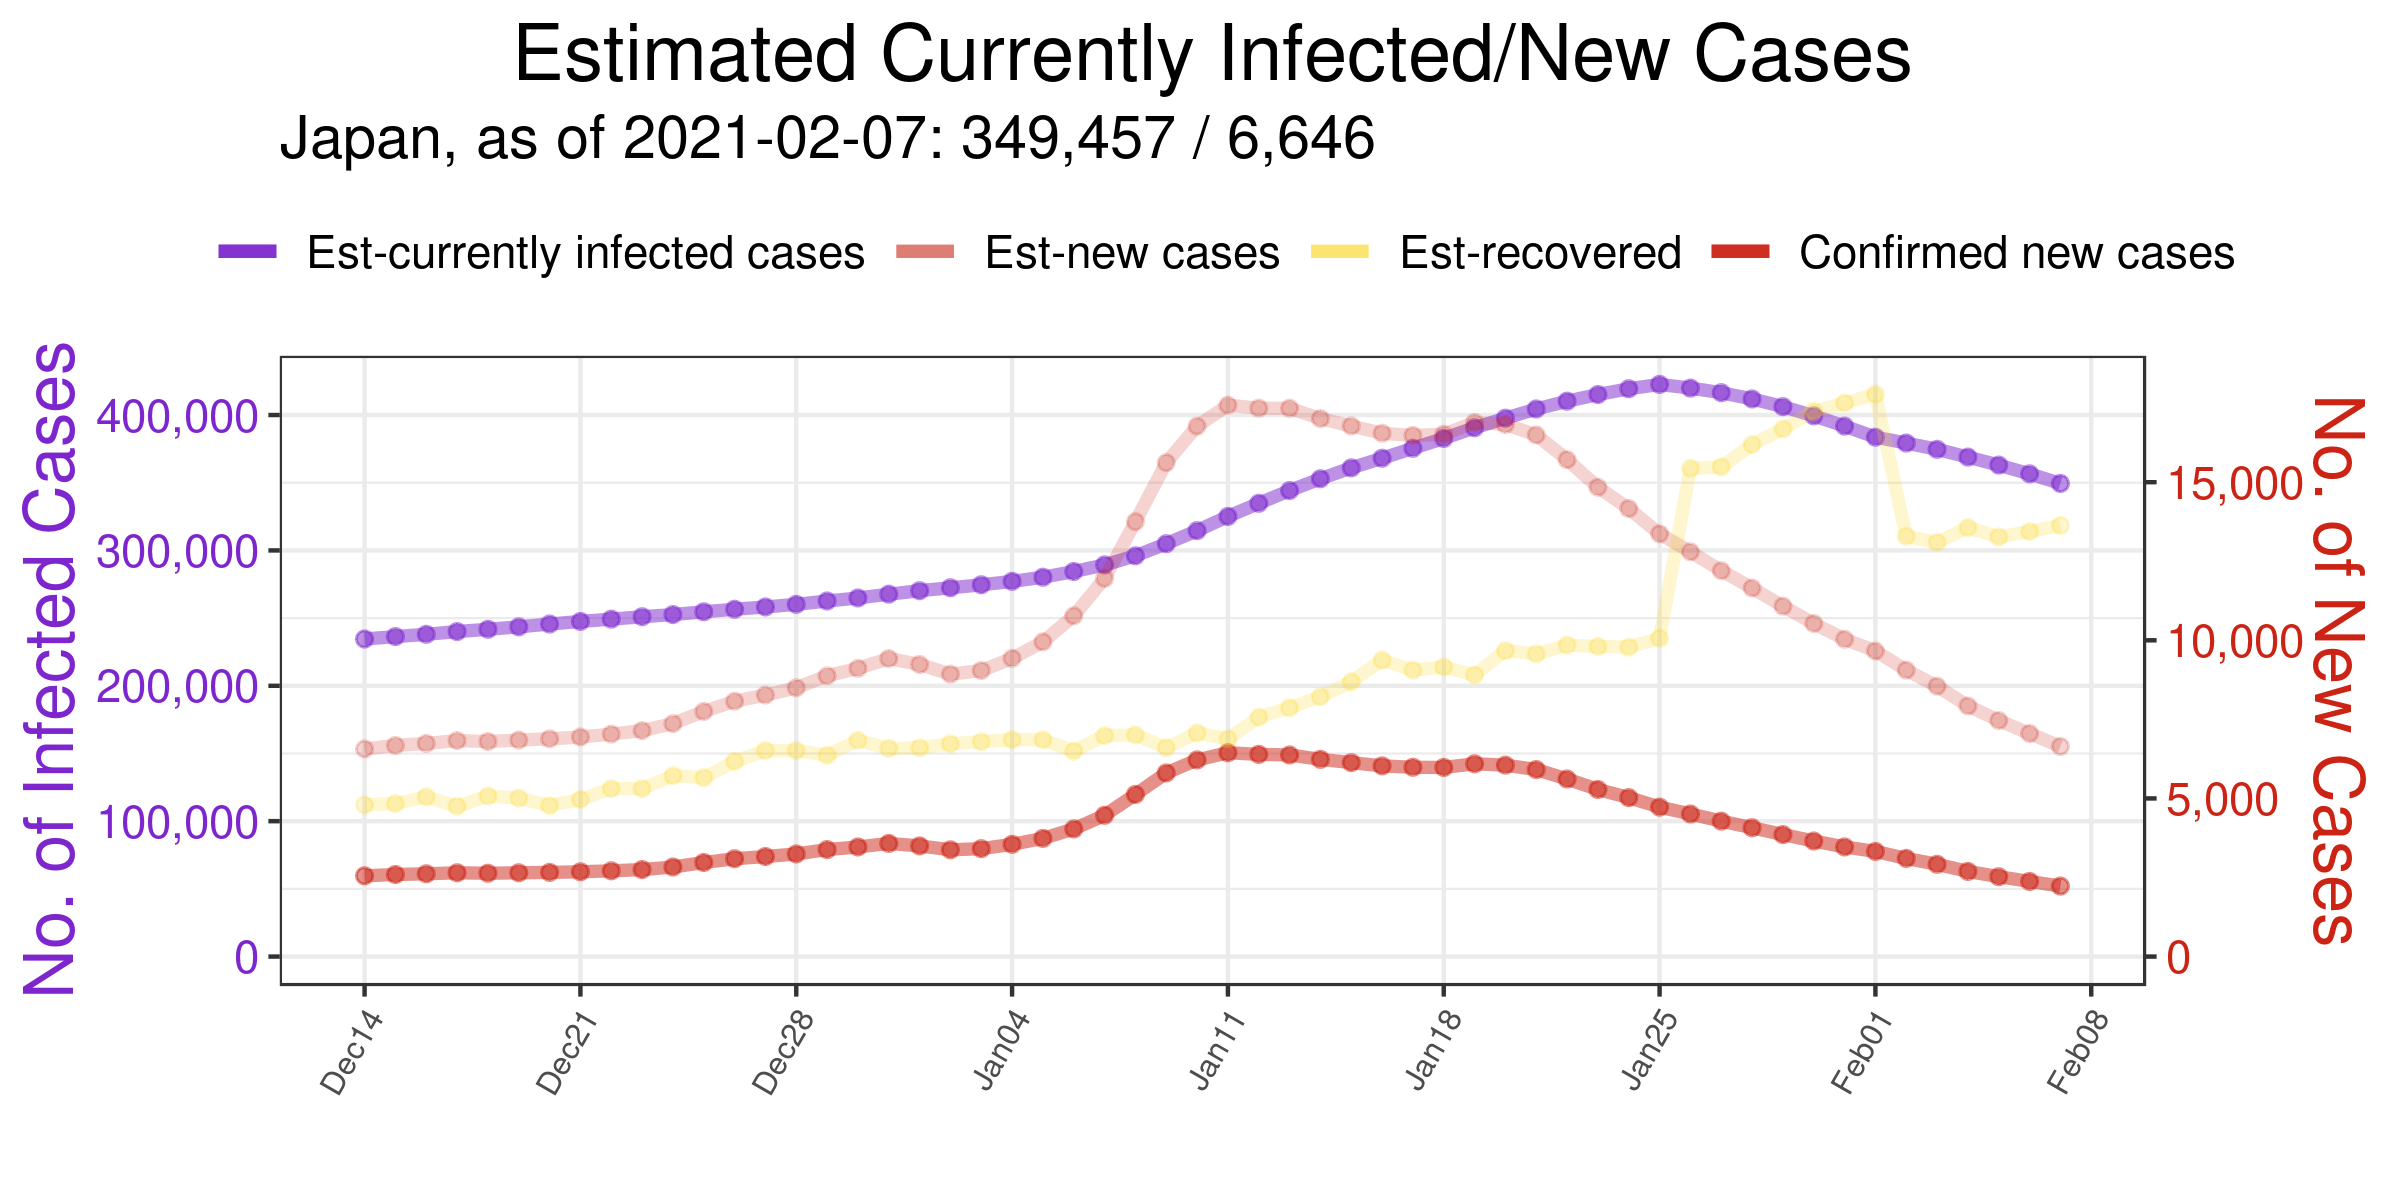 Estimated Currently Infected/New Cases
Japan, as of 2021-02-07: 349,457 / 6,646
Est-currently infected cases Est-new cases Est-recovered Confirmed new cases
No. of Infected Cases
400,000
300,000
200,000
100,000
0
15,000
10,000
5,000
0
No. of New Cases
Dec14 Dec21 Dec28 Jan04 Jan11 Jan18 Jan25 Feb01 Feb08